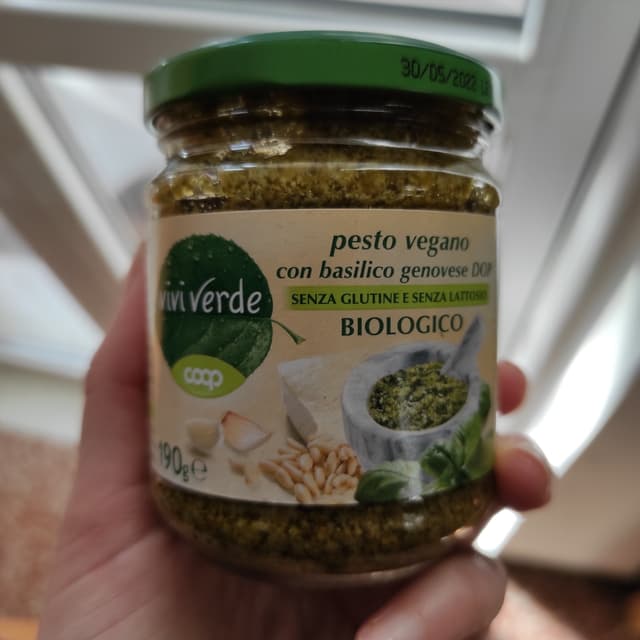 30/05/2022
pesto vegano
con basilico genovese DOP
SENZA GLUTINE E SENZA LATTOSIO
BIOLOGICO
vivi verde
coop
190g e